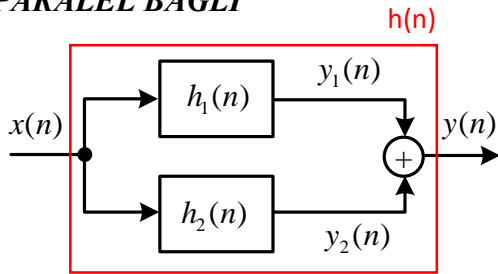 PARALEL BAĞLI
h(n)
h₁(n)
y₁(n)
x(n)
y(n)
+
h₂(n)
y₂(n)